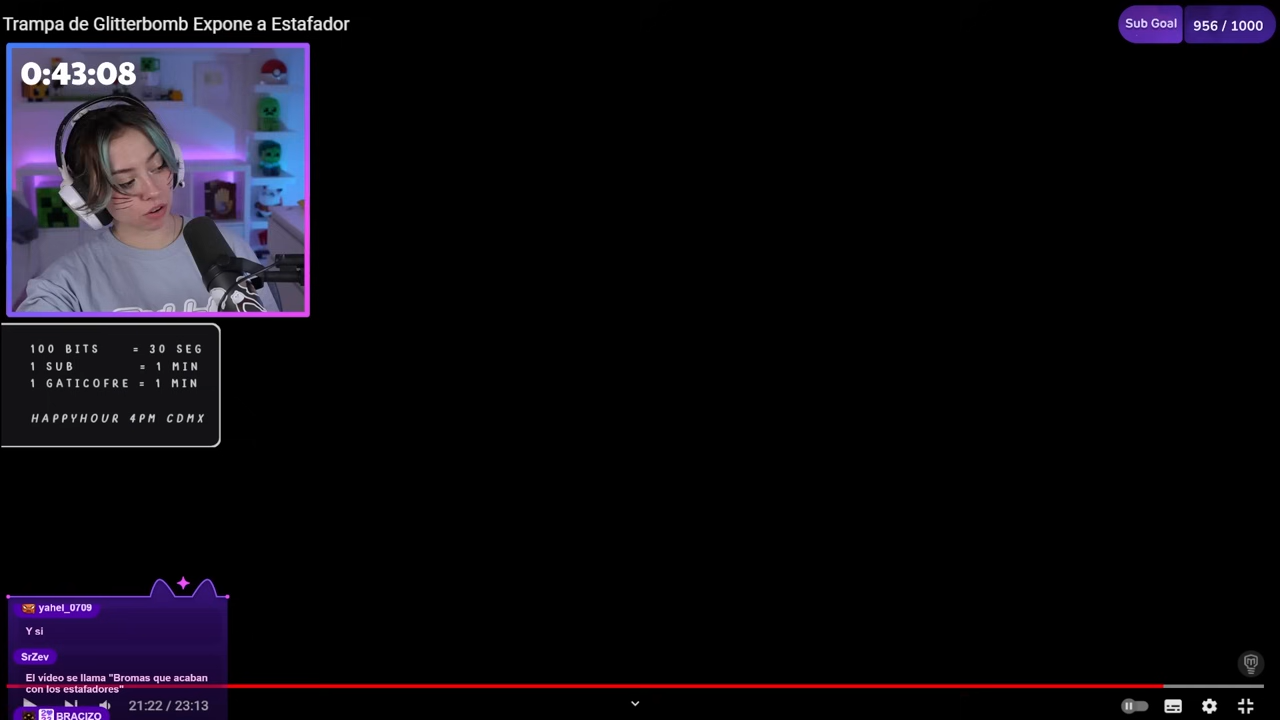 Trampa de Glitterbomb Expone a Estafador
Sub Goal
956 / 1000
0:43:08
100 BITS = 30 SEG
1 SUB = 1 MIN
1 GATICOFRE = 1 MIN
HAPPYHOUR 4PM CDMX
yahel_0709
Y si
SrZev
El video se llama "Bromas que acaban
con los estafadores"
21:22 / 23:13
BRACIZO